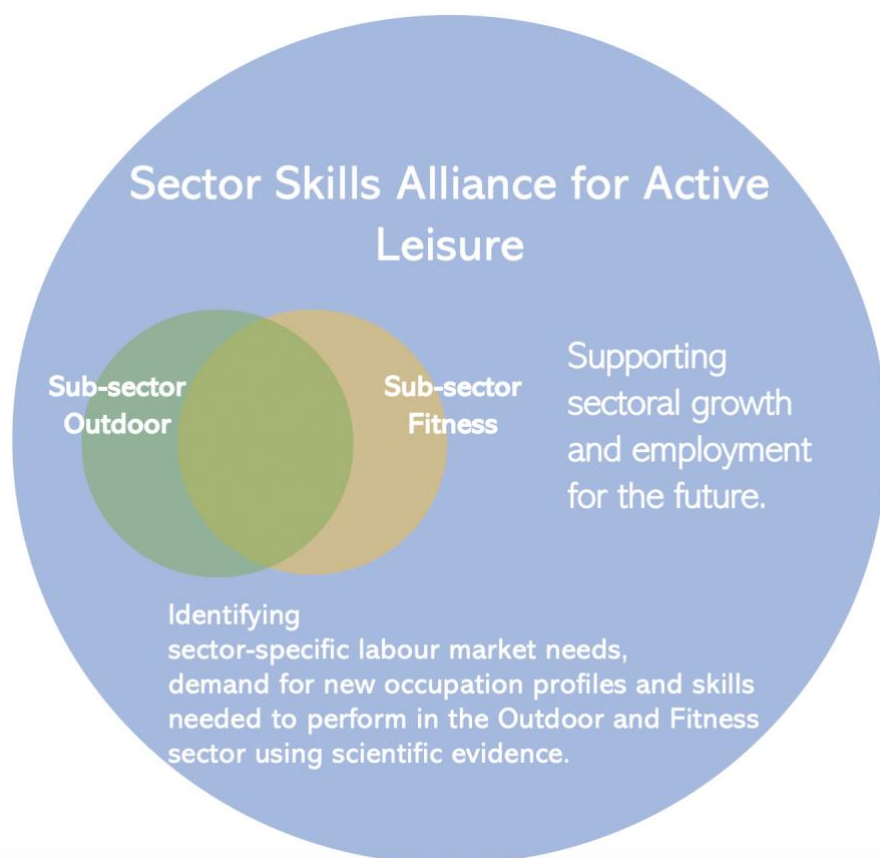 Sector Skills Alliance for Active
Leisure
Sub-sector
Outdoor
Sub-sector
Fitness
Supporting
sectoral growth
and employment
for the future.
Identifying
sector-specific labour market needs,
demand for new occupation profiles and skills
needed to perform in the Outdoor and Fitness
sector using scientific evidence.